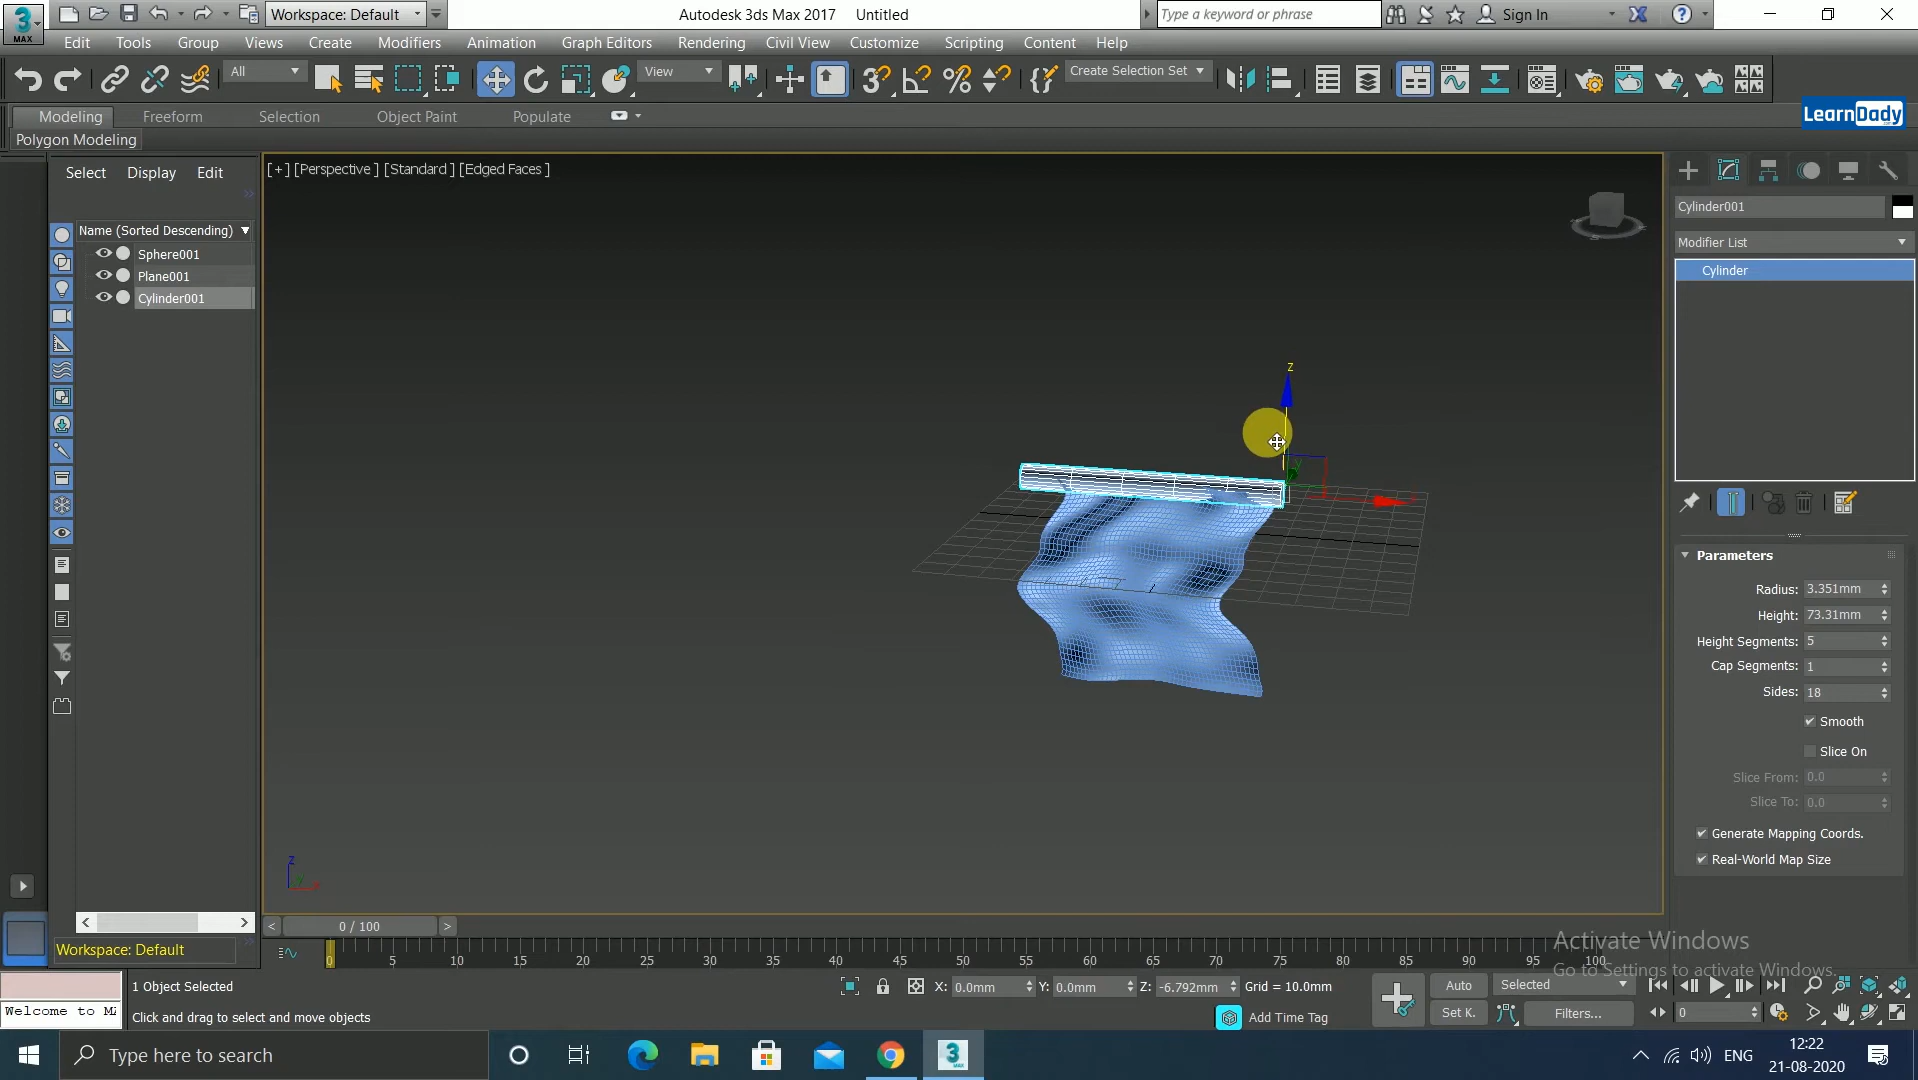 Workspace: Default
Autodesk 3ds Max 2017 Untitled
Type a keyword or phrase
Sign In
MAX
Edit Tools Group Views Create Modifiers Animation Graph Editors Rendering Civil View Customize Scripting Content Help
All
View
Create Selection Set
Modeling Freeform Selection Object Paint Populate
LearnDady
Polygon Modeling
Select Display Edit
[+] [Perspective] [Standard] [Edged Faces]
Name (Sorted Descending)
Sphere001
Plane001
Cylinder001
Cylinder001
Modifier List
Cylinder
z
Parameters
Radius: 3.351mm
Height: 73.31mm
Height Segments: 5
Cap Segments: 1
Sides: 18
Smooth
Slice On
Slice From: 0.0
Slice To: 0.0
Generate Mapping Coords.
Real-World Map Size
z
0 / 100
Workspace: Default
0 5 10 15 20 25 30 35 40 45 50 55 60 65 70 75 80 85 90 95 100
Activate Windows
Go to Settings to activate Windows.
1 Object Selected
X: 0.0mm Y: 0.0mm Z: -6.792mm Grid = 10.0mm
Auto Selected
Welcome to MA
Click and drag to select and move objects
Add Time Tag
Set K. Filters...
0
Type here to search
ENG
12:22
21-08-2020